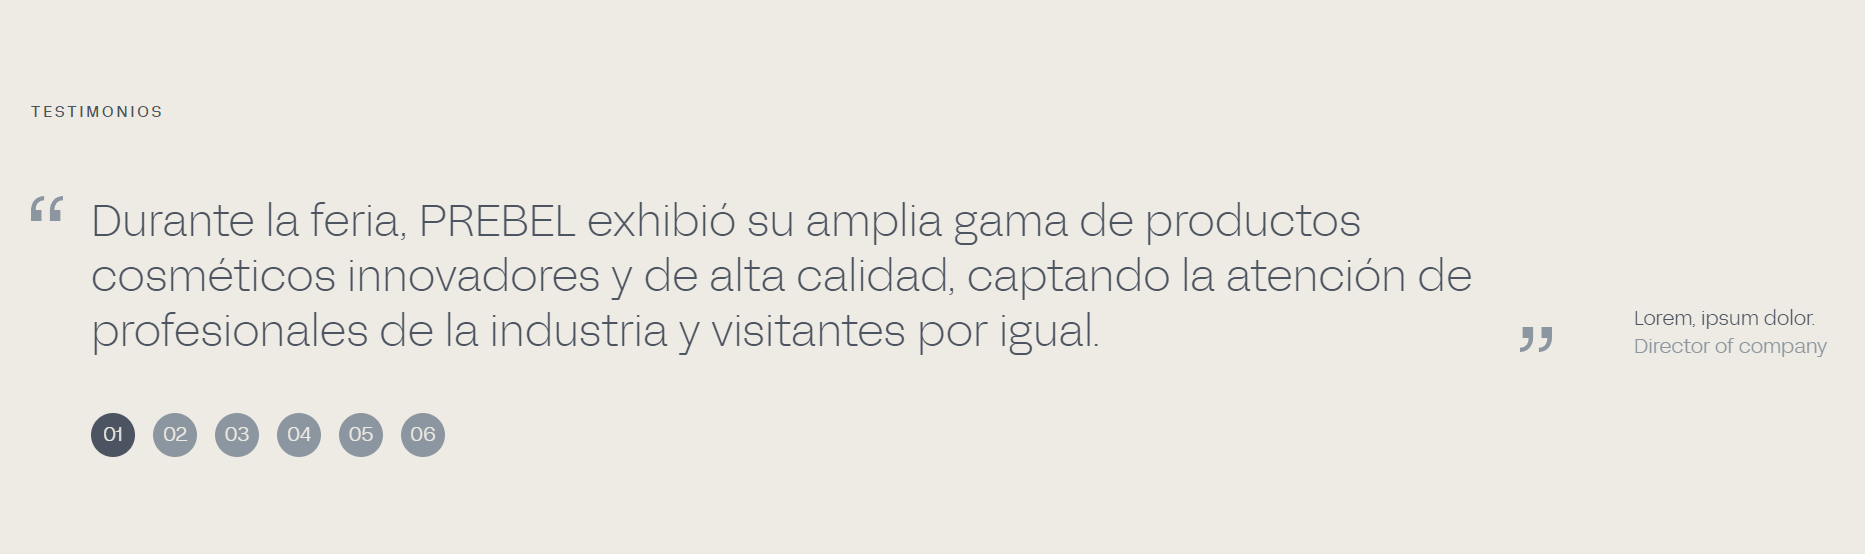 TESTIMONIOS
“ Durante la feria, PREBEL exhibió su amplia gama de productos
cosméticos innovadores y de alta calidad, captando la atención de
profesionales de la industria y visitantes por igual. ”
Lorem, ipsum dolor.
Director of company
01 02 03 04 05 06